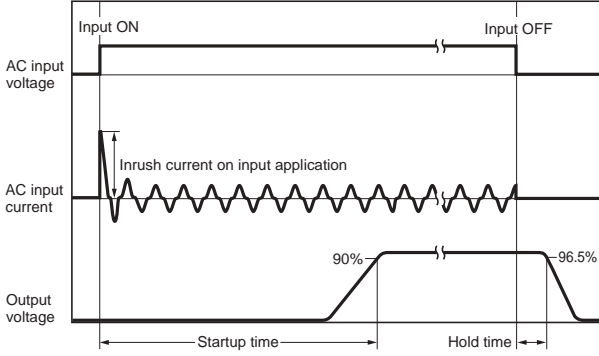 Input ON
Input OFF
AC input
voltage
Inrush current on input application
AC input
current
90%
96.5%
Output
voltage
Startup time
Hold time